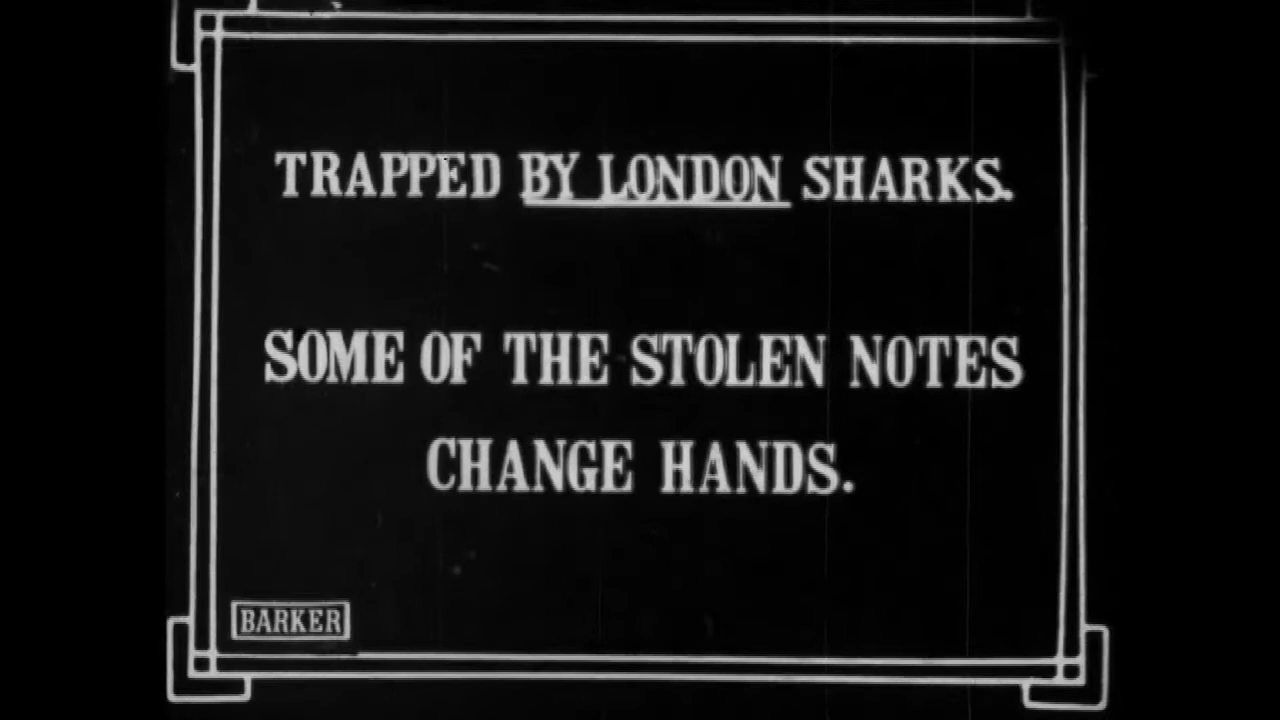 TRAPPED BY LONDON SHARKS.
SOME OF THE STOLEN NOTES
CHANGE HANDS.
BARKER